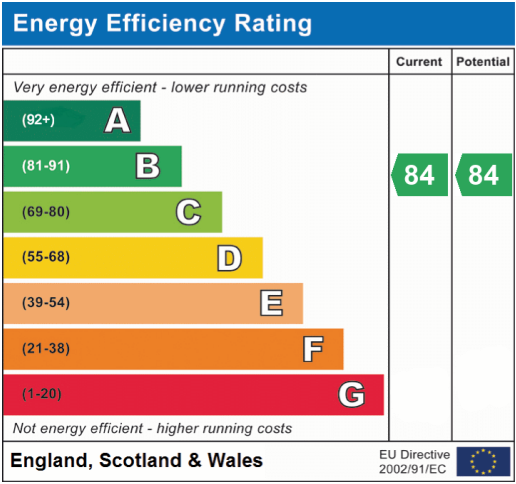 Energy Efficiency Rating
Current Potential
Very energy efficient - lower running costs
(92+) A
(81-91) B 84 84
(69-80) C
(55-68) D
(39-54) E
(21-38) F
(1-20) G
Not energy efficient - higher running costs
England, Scotland & Wales
EU Directive
2002/91/EC